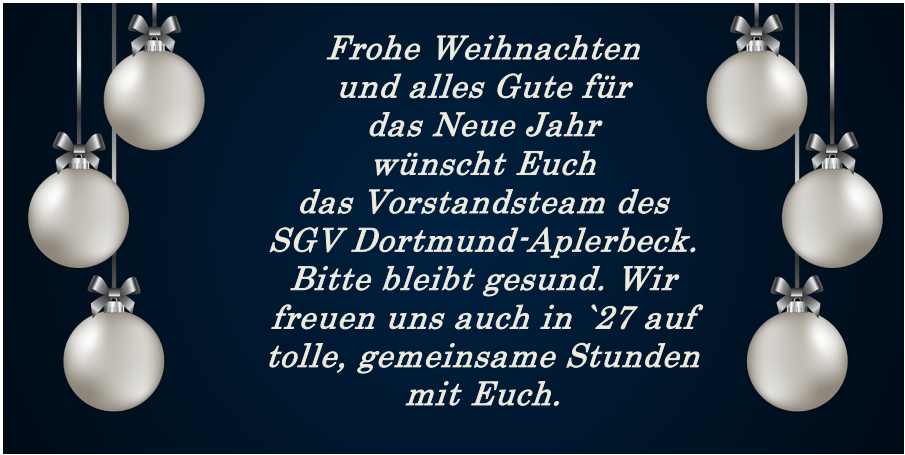 Frohe Weihnachten
und alles Gute für
das Neue Jahr
wünscht Euch
das Vorstandsteam des
SGV Dortmund-Aplerbeck.
Bitte bleibt gesund. Wir
freuen uns auch in `27 auf
tolle, gemeinsame Stunden
mit Euch.